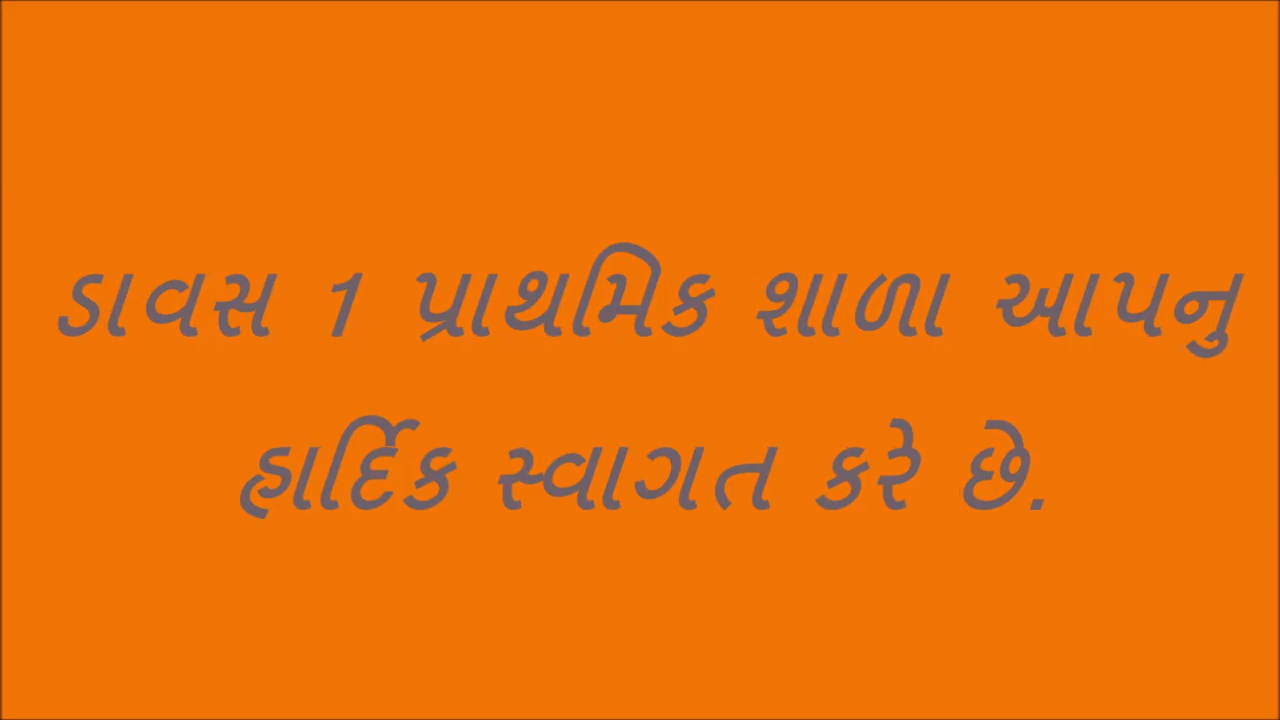 ડાવસ 1 પ્રાથમિક શાળા આપનુ
હાર્દિક સ્વાગત કરે છે.